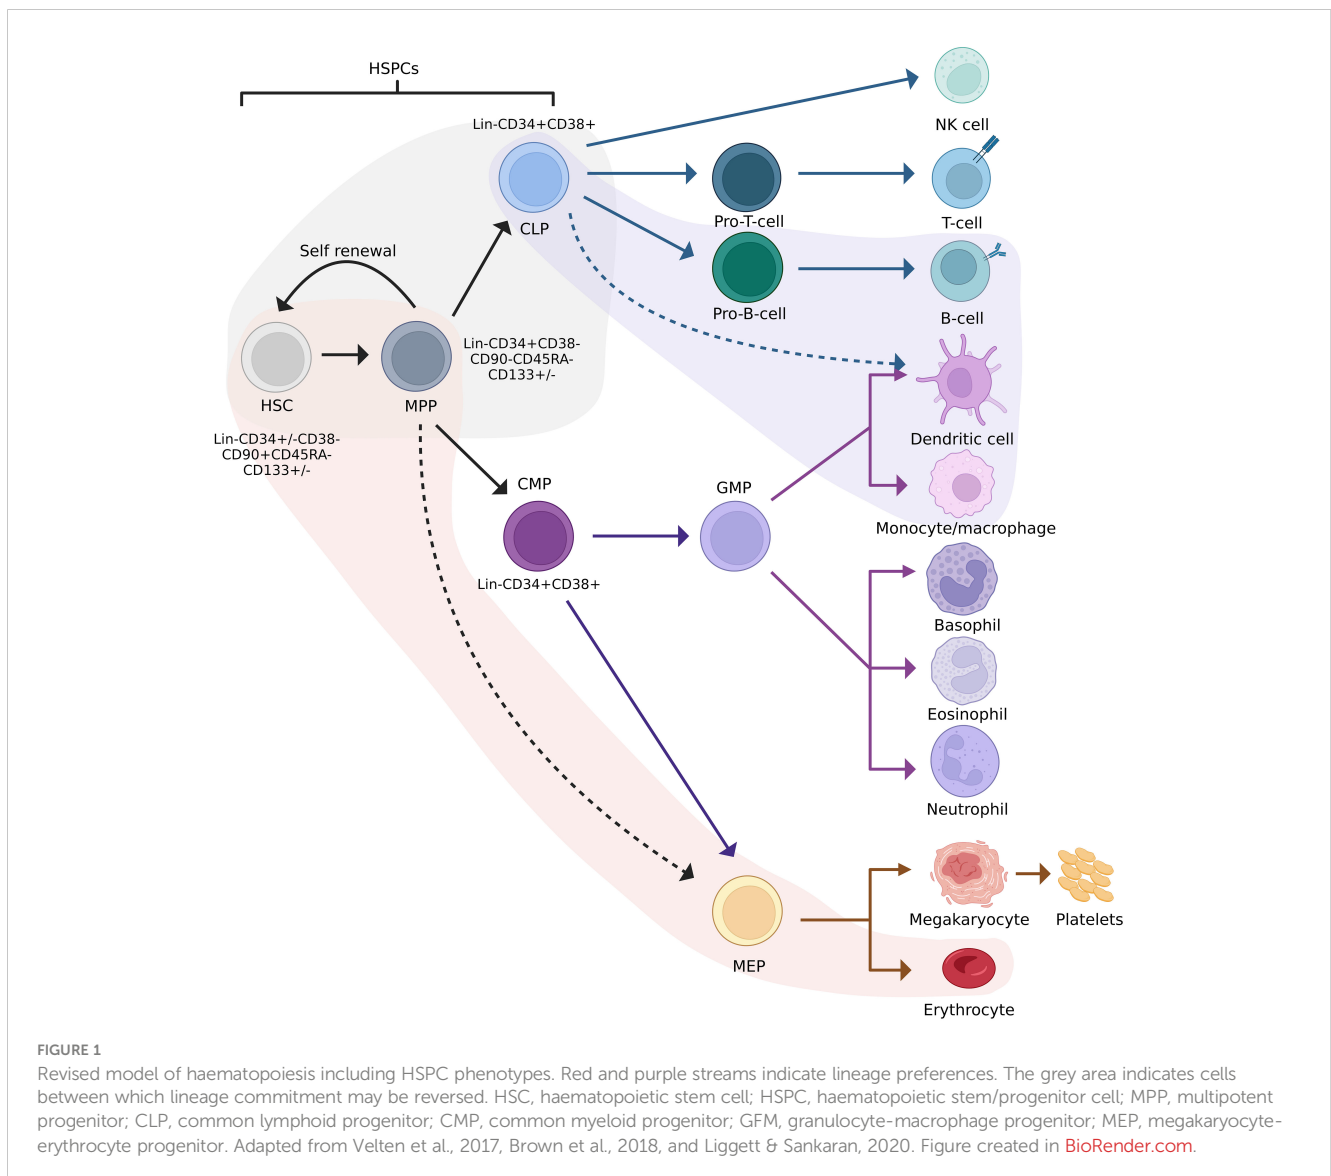 HSPCs
Lin-CD34+CD38+
CLP
NK cell
Pro-T-cell
T-cell
Pro-B-cell
B-cell
Self renewal
HSC
Lin-CD34+/-CD38-
CD90+CD45RA-
CD133+/-
MPP
Lin-CD34+CD38-
CD90-CD45RA-
CD133+/-
Dendritic cell
CMP
Lin-CD34+CD38+
GMP
Monocyte/macrophage
Basophil
Eosinophil
Neutrophil
MEP
Megakaryocyte
Platelets
Erythrocyte
FIGURE 1
Revised model of haematopoiesis including HSPC phenotypes. Red and purple streams indicate lineage preferences. The grey area indicates cells
between which lineage commitment may be reversed. HSC, haematopoietic stem cell; HSPC, haematopoietic stem/progenitor cell; MPP, multipotent
progenitor; CLP, common lymphoid progenitor; CMP, common myeloid progenitor; GFM, granulocyte-macrophage progenitor; MEP, megakaryocyte-
erythrocyte progenitor. Adapted from Velten et al., 2017, Brown et al., 2018, and Liggett & Sankaran, 2020. Figure created in BioRender.com.